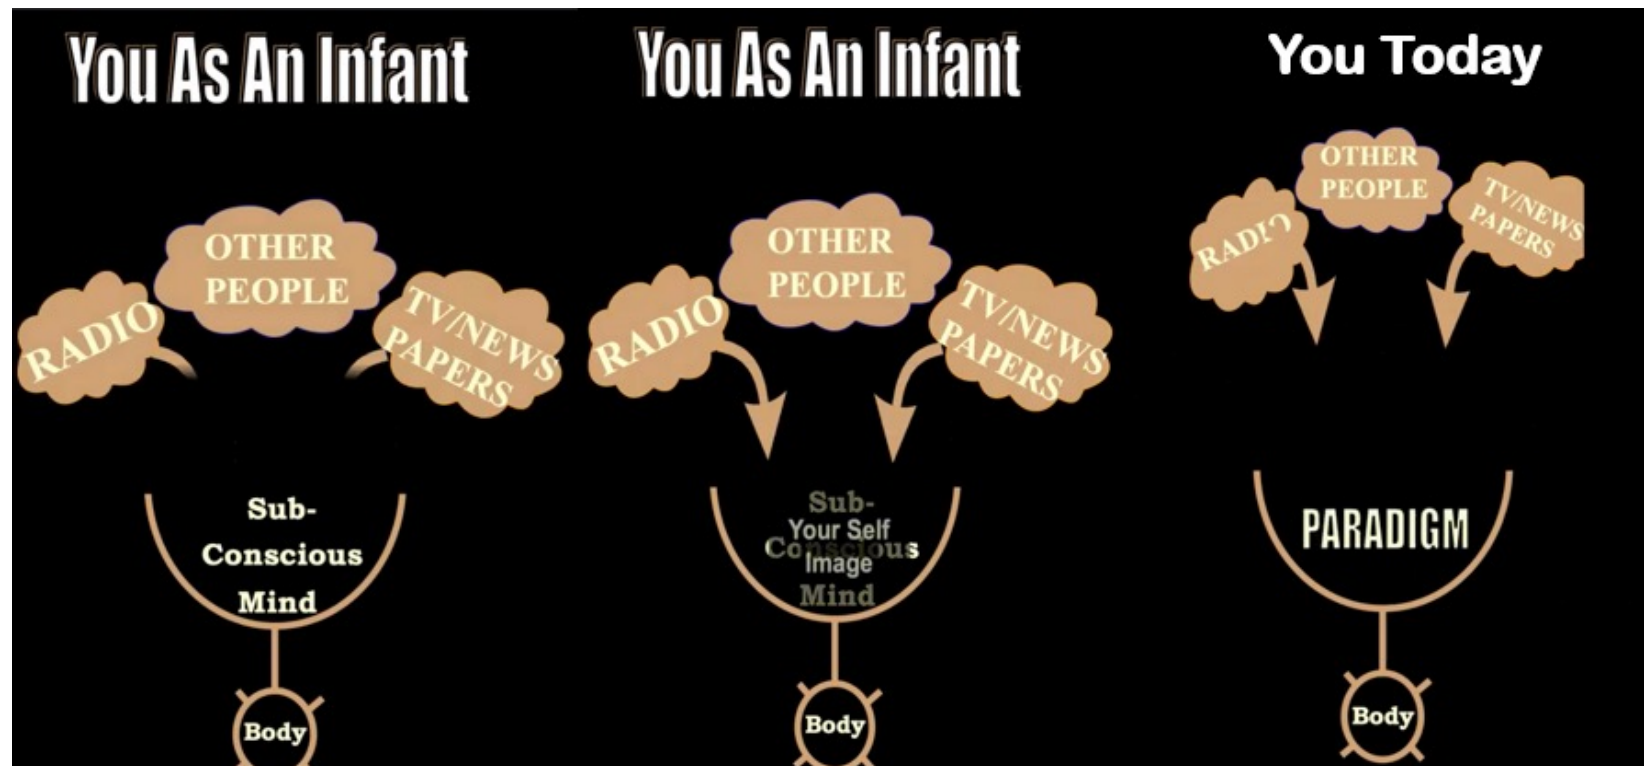 You As An Infant
OTHER
PEOPLE
RADIO
TV/NEWS
PAPERS
Sub-
Conscious
Mind
Body
You As An Infant
OTHER
PEOPLE
RADIO
TV/NEWS
PAPERS
Sub-
Your Self
Conscious
Image
Mind
Body
You Today
OTHER
PEOPLE
RADIO
TV/NEWS
PAPERS
PARADIGM
Body